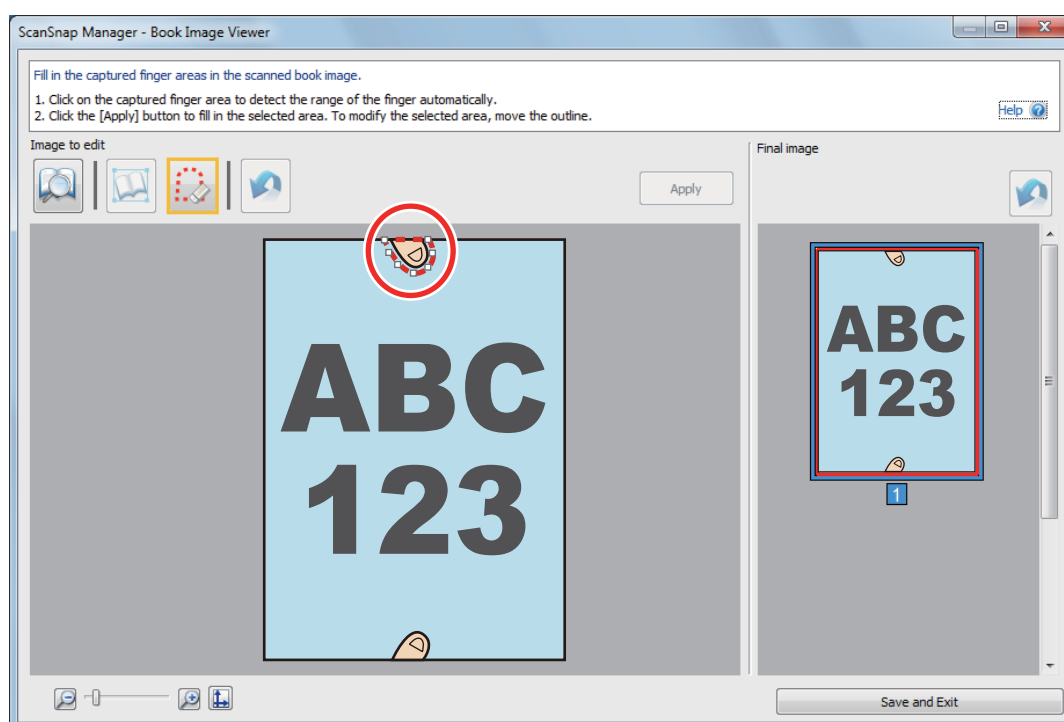 ScanSnap Manager - Book Image Viewer
Fill in the captured finger areas in the scanned book image.
1. Click on the captured finger area to detect the range of the finger automatically.
2. Click the [Apply] button to fill in the selected area. To modify the selected area, move the outline.
Help
Image to edit
Final image
Apply
ABC
123
ABC
123
1
Save and Exit